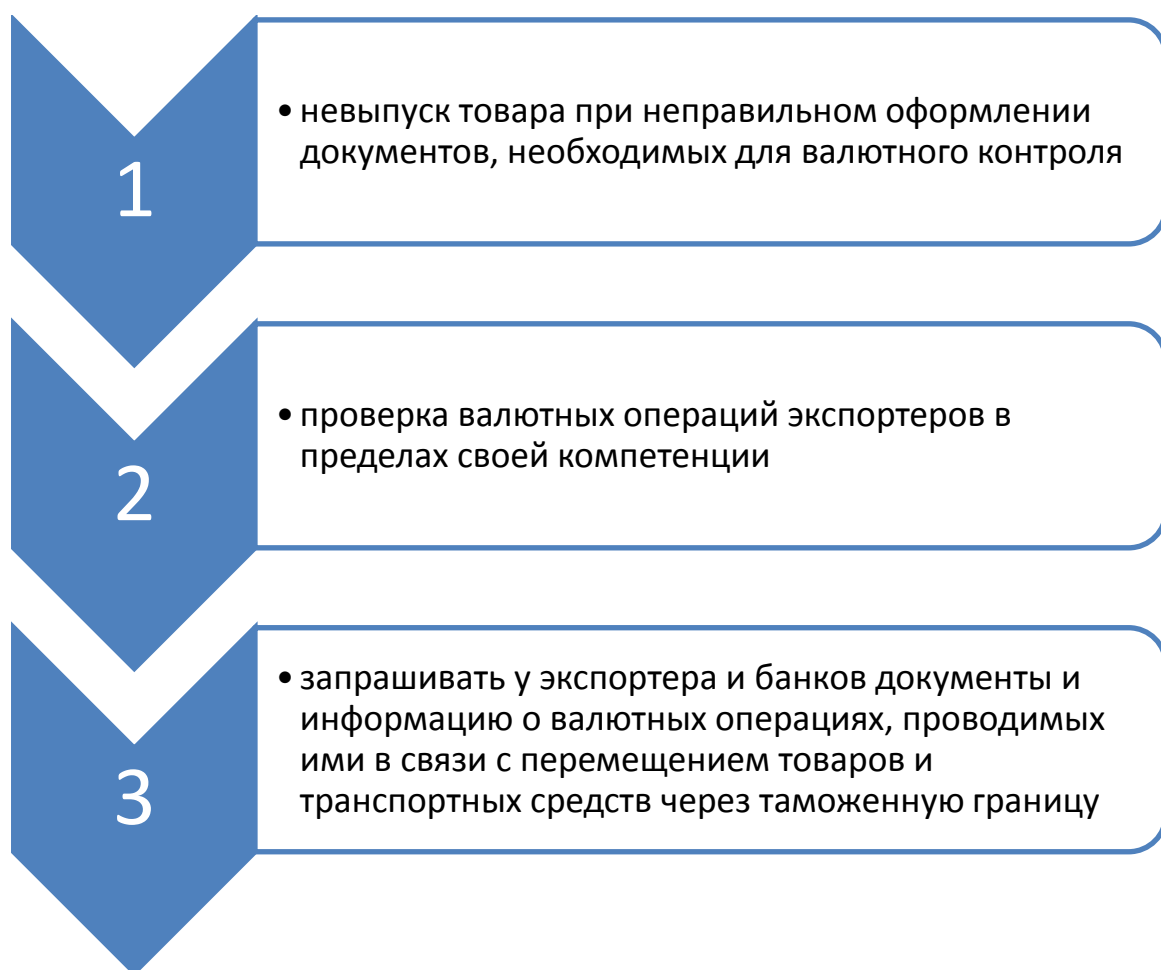 1
• невыпуск товара при неправильном оформлении
документов, необходимых для валютного контроля
2
• проверка валютных операций экспортеров в
пределах своей компетенции
3
• запрашивать у экспортера и банков документы и
информацию о валютных операциях, проводимых
ими в связи с перемещением товаров и
транспортных средств через таможенную границу